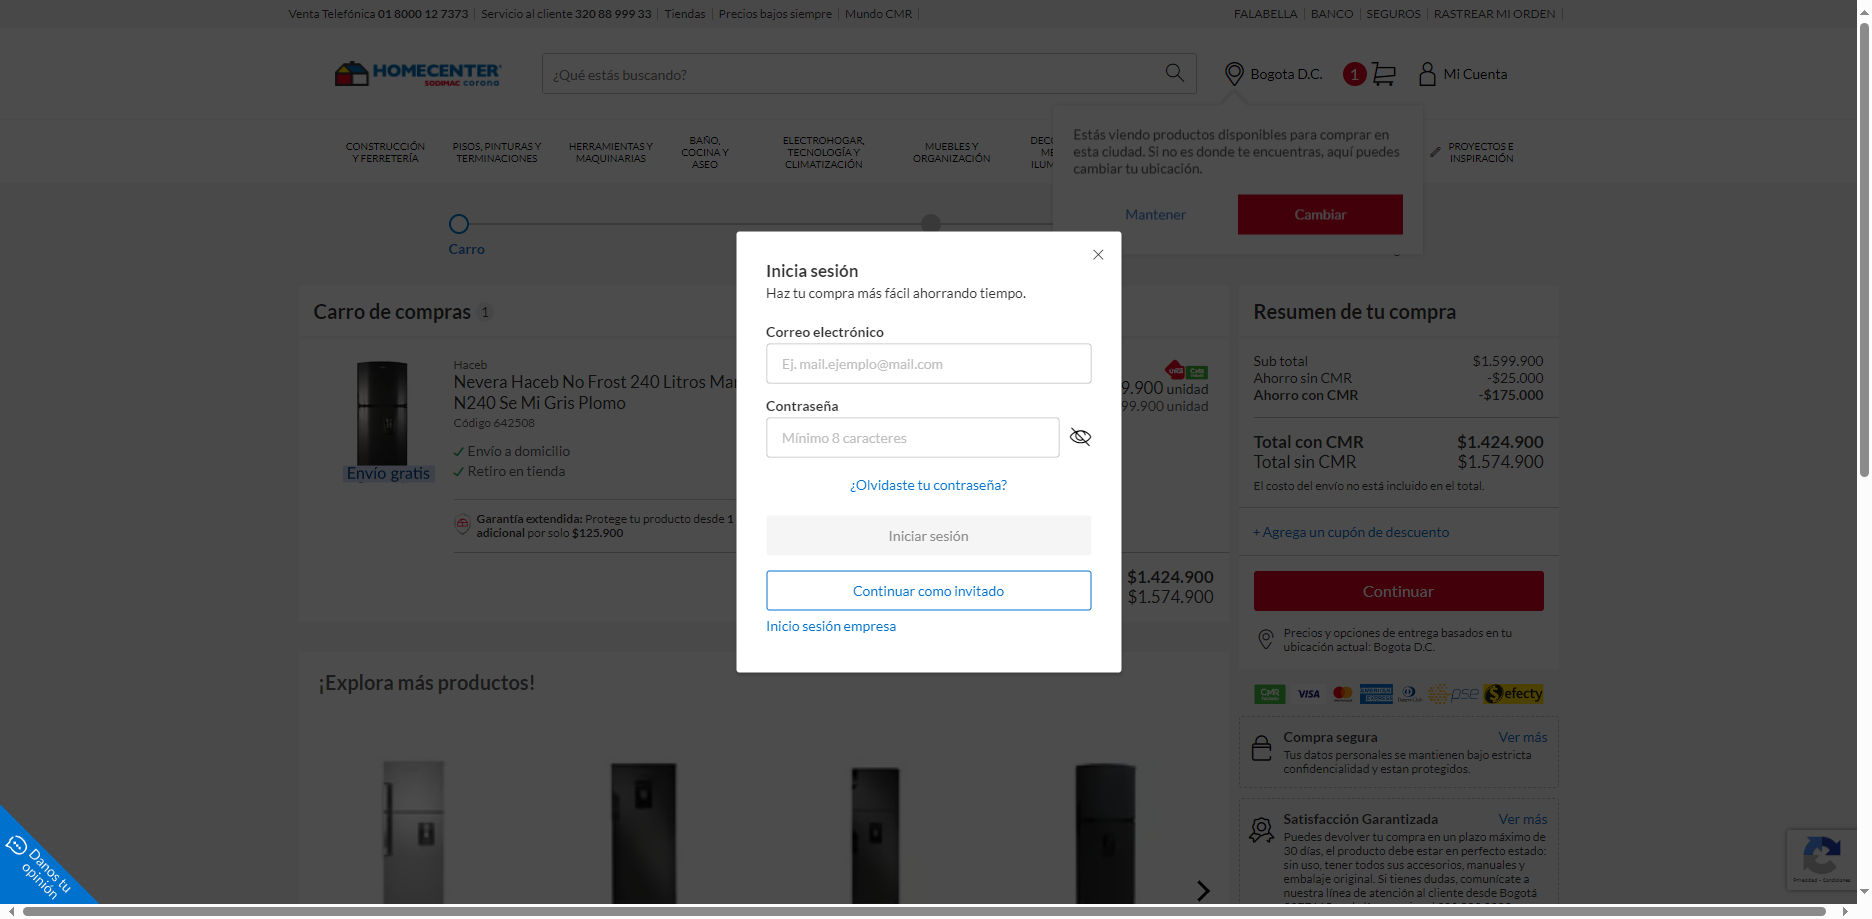 Venta Telefónica 01 8000 12 7373
Servicio al cliente 320 88 999 33
Tiendas
Precios bajos siempre
Mundo CMR
FALABELLA
BANCO
SEGUROS
RASTREAR MI ORDEN
HOMECENTER
SODIMAC corona
¿Qué estás buscando?
Bogota D.C.
1
Mi Cuenta
CONSTRUCCIÓN
Y FERRETERÍA
PISOS, PINTURAS Y
TERMINACIONES
HERRAMIENTAS Y
MAQUINARIAS
BAÑO,
COCINA Y
ASEO
ELECTROHOGAR,
TECNOLOGÍA Y
CLIMATIZACIÓN
MUEBLES Y
ORGANIZACIÓN
PROYECTOS E
INSPIRACIÓN
Estás viendo productos disponibles para comprar en
esta ciudad. Si no es donde te encuentras, aquí puedes
cambiar tu ubicación.
Mantener
Cambiar
Carro
Inicia sesión
Haz tu compra más fácil ahorrando tiempo.
Correo electrónico
Ej. mail.ejemplo@mail.com
Contraseña
Mínimo 8 caracteres
¿Olvidaste tu contraseña?
Iniciar sesión
Continuar como invitado
Inicio sesión empresa
Carro de compras 1
Haceb
Nevera Haceb No Frost 240 Litros Mar
N240 Se Mi Gris Plomo
Código 642508
Envío a domicilio
Retiro en tienda
Envío gratis
Garantía extendida: Protege tu producto desde 1
adicional por solo $125.900
9.900 unidad
99.900 unidad
$1.424.900
$1.574.900
Resumen de tu compra
Sub total $1.599.900
Ahorro sin CMR -$25.000
Ahorro con CMR -$175.000
Total con CMR $1.424.900
Total sin CMR $1.574.900
El costo del envío no está incluido en el total.
+ Agrega un cupón de descuento
Continuar
Precios y opciones de entrega basados en tu
ubicación actual: Bogota D.C.
CMR
VISA
AMERICAN EXPRESS
pse
efecty
Compra segura Ver más
Tus datos personales se mantienen bajo estricta
confidencialidad y estan protegidos.
Satisfacción Garantizada Ver más
Puedes devolver tu compra en un plazo máximo de
30 días, el producto debe estar en perfecto estado:
sin uso, tener todos sus accesorios, manuales y
embalaje original. Si tienes dudas, comunícate a
nuestra línea de atención al cliente desde Bogotá
¡Explora más productos!
Danos tu
opinión
Privacidad - Condiciones